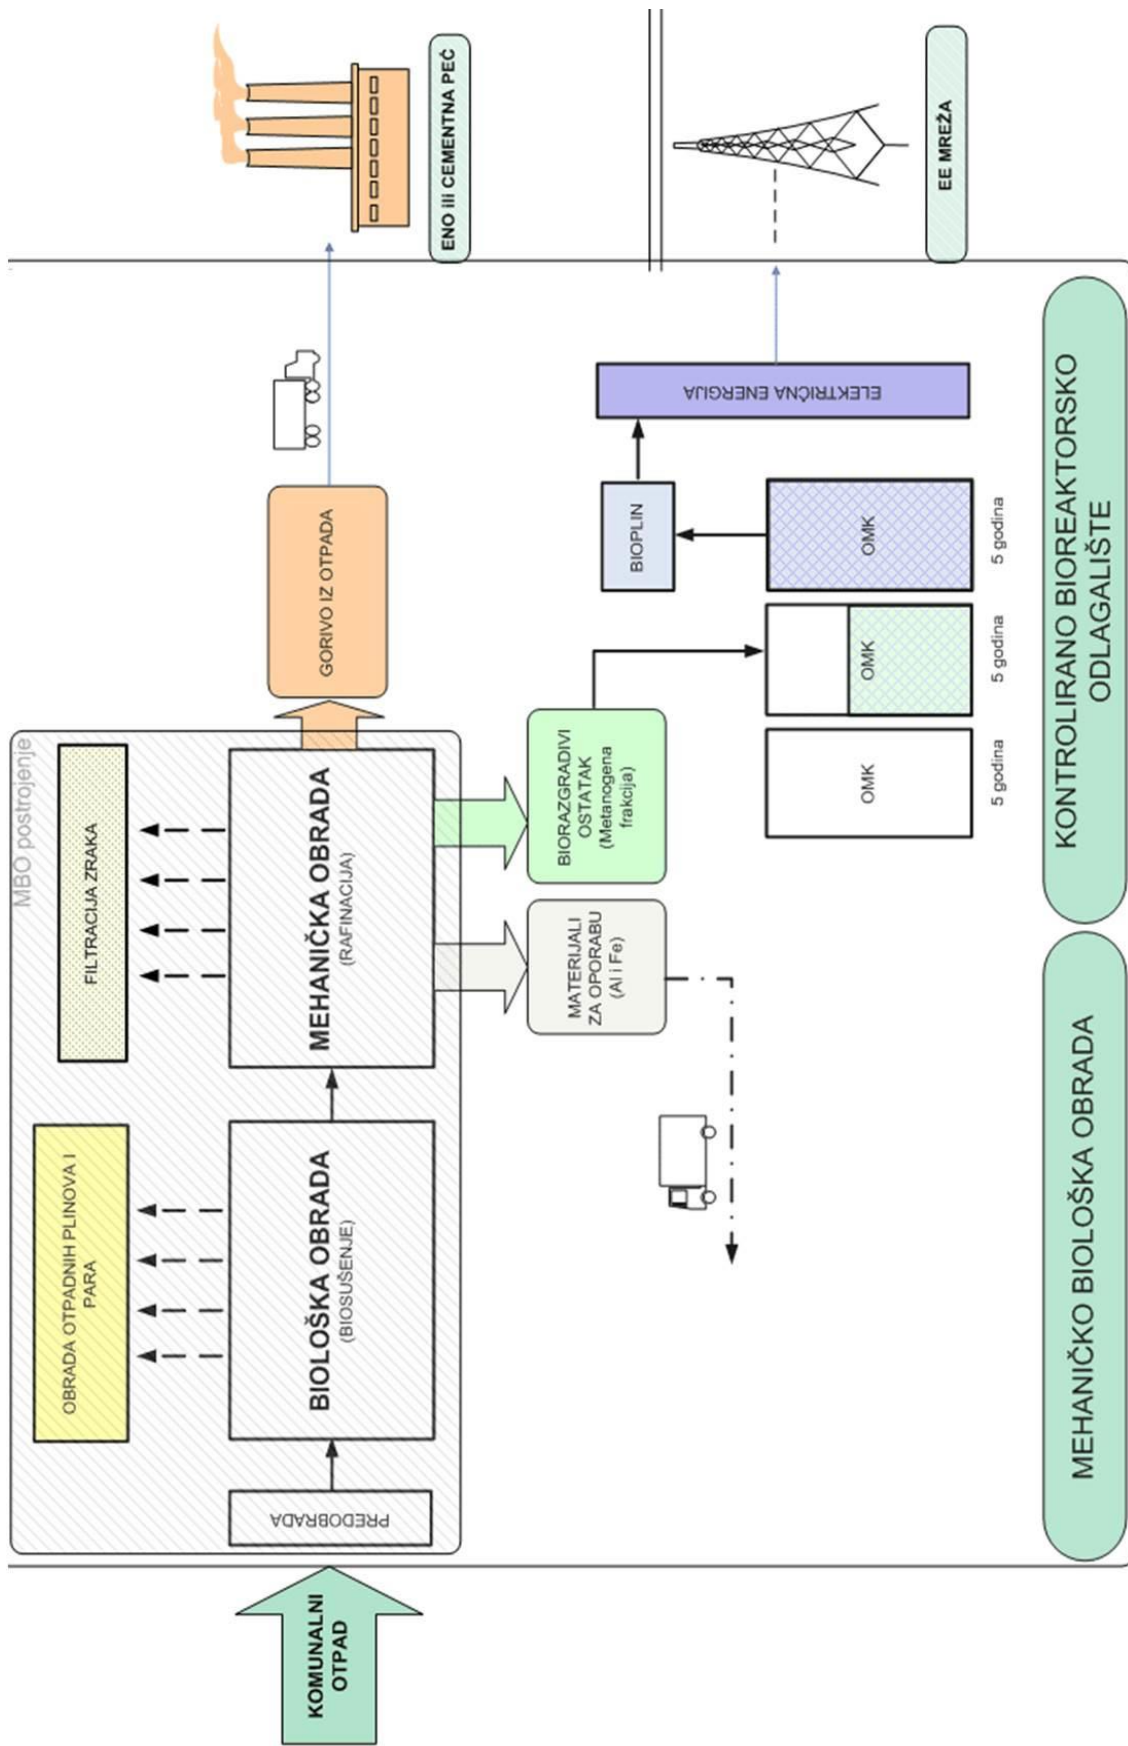 KOMUNALNI
OTPAD
MBO postrojenje
PREDOBRADA
OBRADA OTPADNIH PLINOVA I
PARA
BIOLOŠKA OBRADA
(BIOSUŠENJE)
FILTRACIJA ZRAKA
MEHANIČKA OBRADA
(RAFINACIJA)
GORIVO IZ OTPADA
ENO ili CEMENTNA PEĆ
MATERIJALI
ZA OPORABU
(Al i Fe)
BIORAZGRADIVI
OSTATAK
(Metanogena
frakcija)
BIOPLIN
ELEKTRIČNA ENERGIJA
EE MREŽA
OMK
OMK
OMK
5 godina
5 godina
5 godina
MEHANIČKO BIOLOŠKA OBRADA
KONTROLIRANO BIOREAKTORSKO
ODLAGALIŠTE